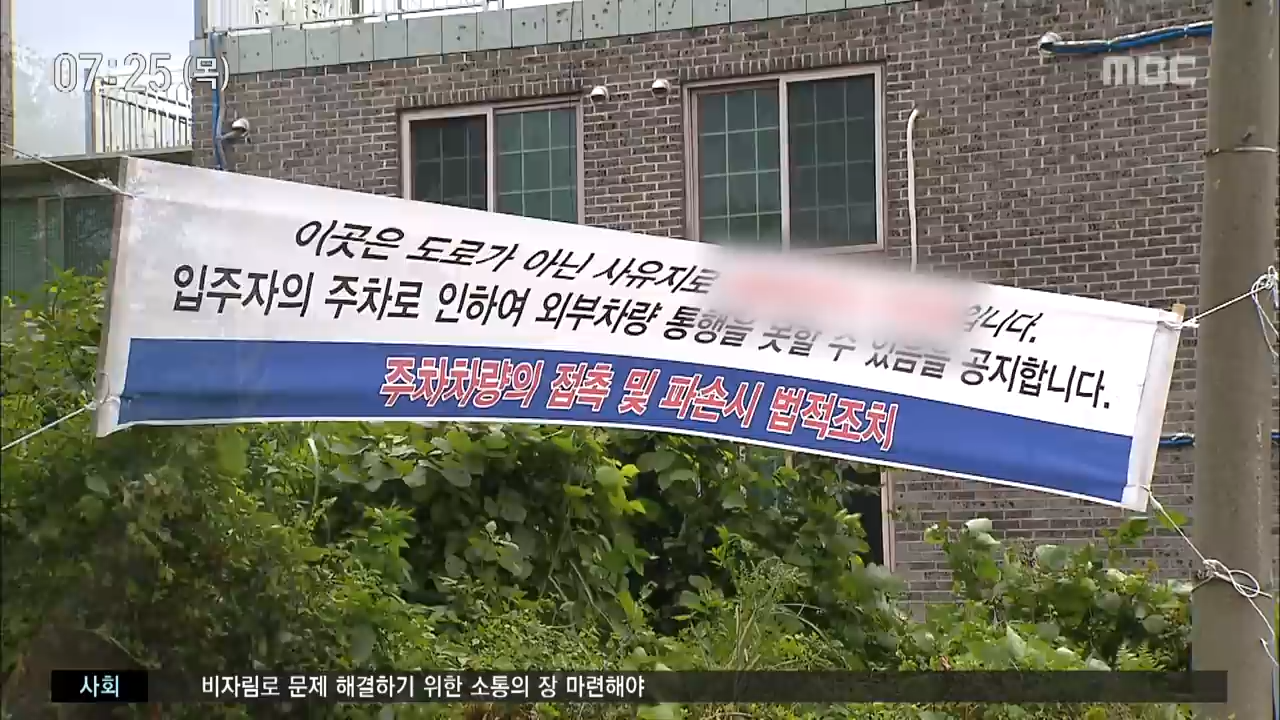 07:25(목)
MBC
이곳은 도로가 아닌 사유지로 입니다.
입주자의 주차로 인하여 외부차량 통행을 못할 수 있음을 공지합니다.
주차차량의 접촉 및 파손시 법적조치
사회
비자림로 문제 해결하기 위한 소통의 장 마련해야